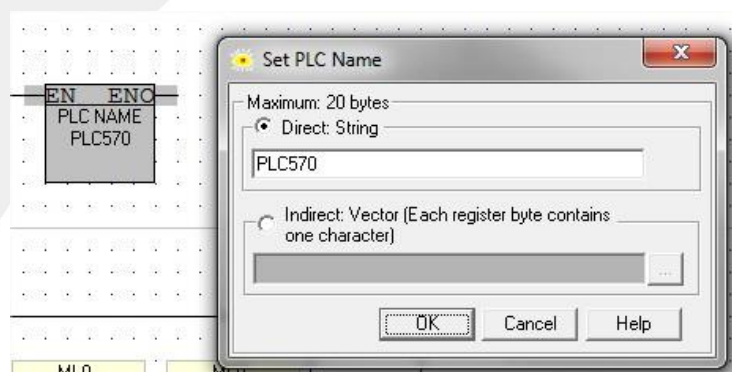 Set PLC Name
EN ENO
PLC NAME
PLC570
Maximum: 20 bytes
Direct: String
PLC570
Indirect: Vector (Each register byte contains
one character)
...
OK
Cancel
Help